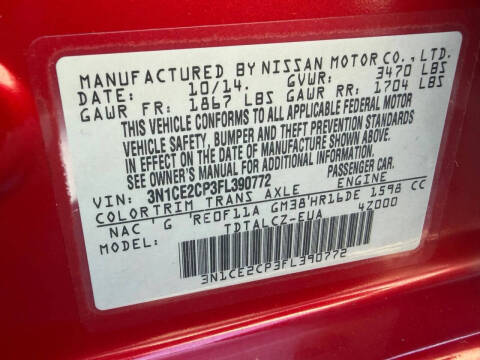 MANUFACTURED BY NISSAN MOTOR CO., LTD.
DATE: 10/14. GVWR: 3470 LBS
GAWR FR: 1867 LBS GAWR RR: 1704 LBS
THIS VEHICLE CONFORMS TO ALL APPLICABLE FEDERAL MOTOR
VEHICLE SAFETY, BUMPER AND THEFT PREVENTION STANDARDS
IN EFFECT ON THE DATE OF MANUFACTURE SHOWN ABOVE.
SEE OWNER'S MANUAL FOR ADDITIONAL INFORMATION.
VIN: 3N1CE2CP3FL390772 PASSENGER CAR.
COLOR TRIM TRANS AXLE ENGINE
NAC G RE0F11A GM38 HR16DE 1598 CC
MODEL: TDTALCZ-EUA 4Z000
3N1CE2CP3FL390772